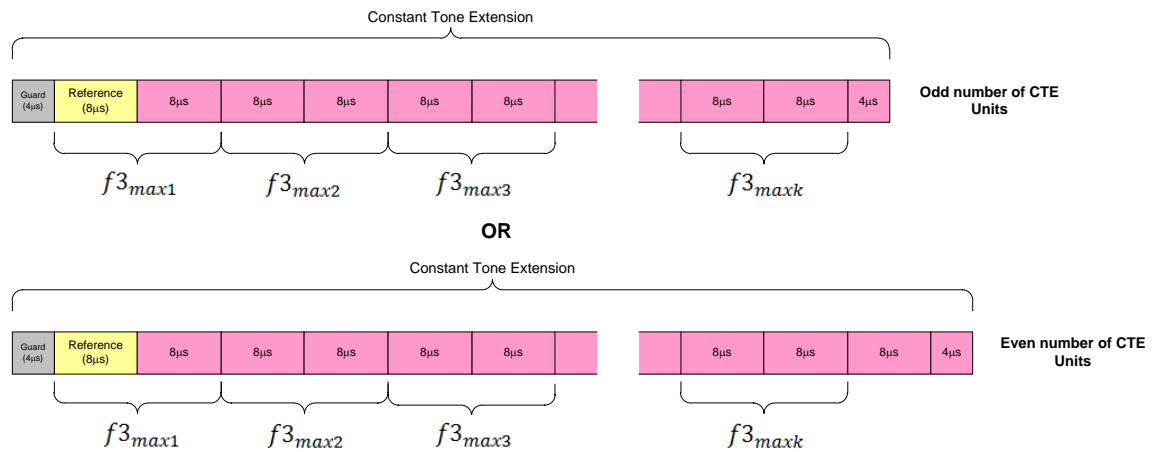 Constant Tone Extension
Guard
(4μs)
Reference
(8μs)
8μs
8μs
8μs
8μs
8μs
8μs
8μs
4μs
Odd number of CTE
Units
f3max1
f3max2
f3max3
f3maxk
OR
Constant Tone Extension
Guard
(4μs)
Reference
(8μs)
8μs
8μs
8μs
8μs
8μs
8μs
8μs
8μs
4μs
Even number of CTE
Units
f3max1
f3max2
f3max3
f3maxk